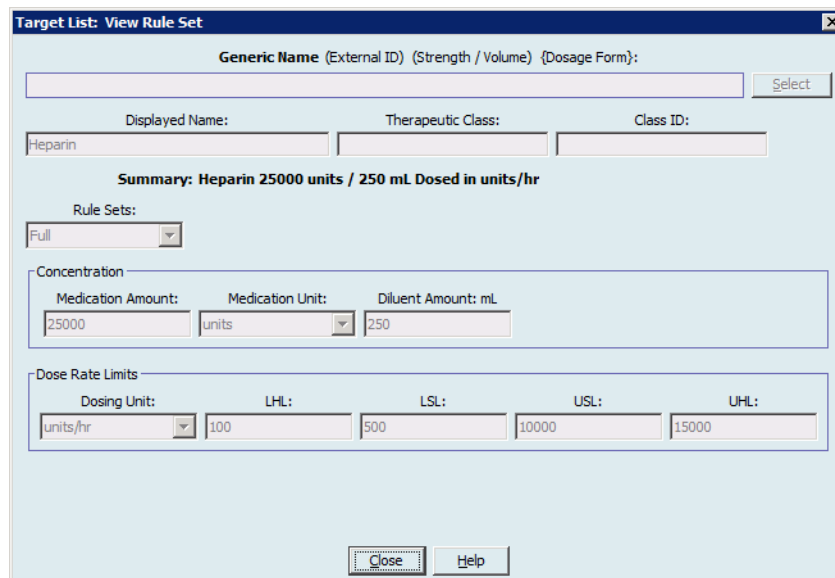 Target List: View Rule Set
Generic Name (External ID) (Strength / Volume) {Dosage Form}:
Select
Displayed Name: Therapeutic Class: Class ID:
Heparin
Summary: Heparin 25000 units / 250 mL Dosed in units/hr
Rule Sets:
Full
Concentration
Medication Amount: Medication Unit: Diluent Amount: mL
25000 units 250
Dose Rate Limits
Dosing Unit: LHL: LSL: USL: UHL:
units/hr 100 500 10000 15000
Close Help